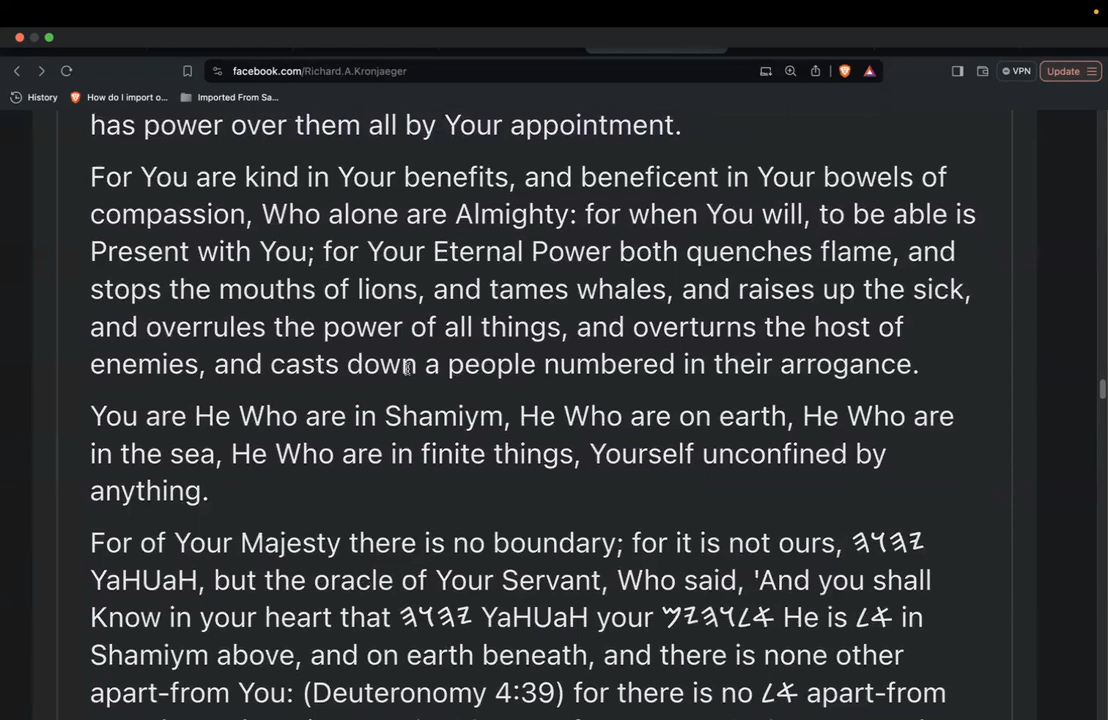 facebook.com/Richard.A.Kronjaeger
VPN
Update
History
How do I import o...
Imported From Sa...
has power over them all by Your appointment.
For You are kind in Your benefits, and beneficent in Your bowels of
compassion, Who alone are Almighty: for when You will, to be able is
Present with You; for Your Eternal Power both quenches flame, and
stops the mouths of lions, and tames whales, and raises up the sick,
and overrules the power of all things, and overturns the host of
enemies, and casts down a people numbered in their arrogance.
You are He Who are in Shamiym, He Who are on earth, He Who are
in the sea, He Who are in finite things, Yourself unconfined by
anything.
For of Your Majesty there is no boundary; for it is not ours, 𐤉𐤄𐤅𐤄
YaHUaH, but the oracle of Your Servant, Who said, 'And you shall
Know in your heart that 𐤉𐤄𐤅𐤄 YaHUaH your 𐤀𐤋𐤅𐤄𐤉𐤌 He is 𐤀𐤋 in
Shamiym above, and on earth beneath, and there is none other
apart-from You: (Deuteronomy 4:39) for there is no 𐤀𐤋 apart-from